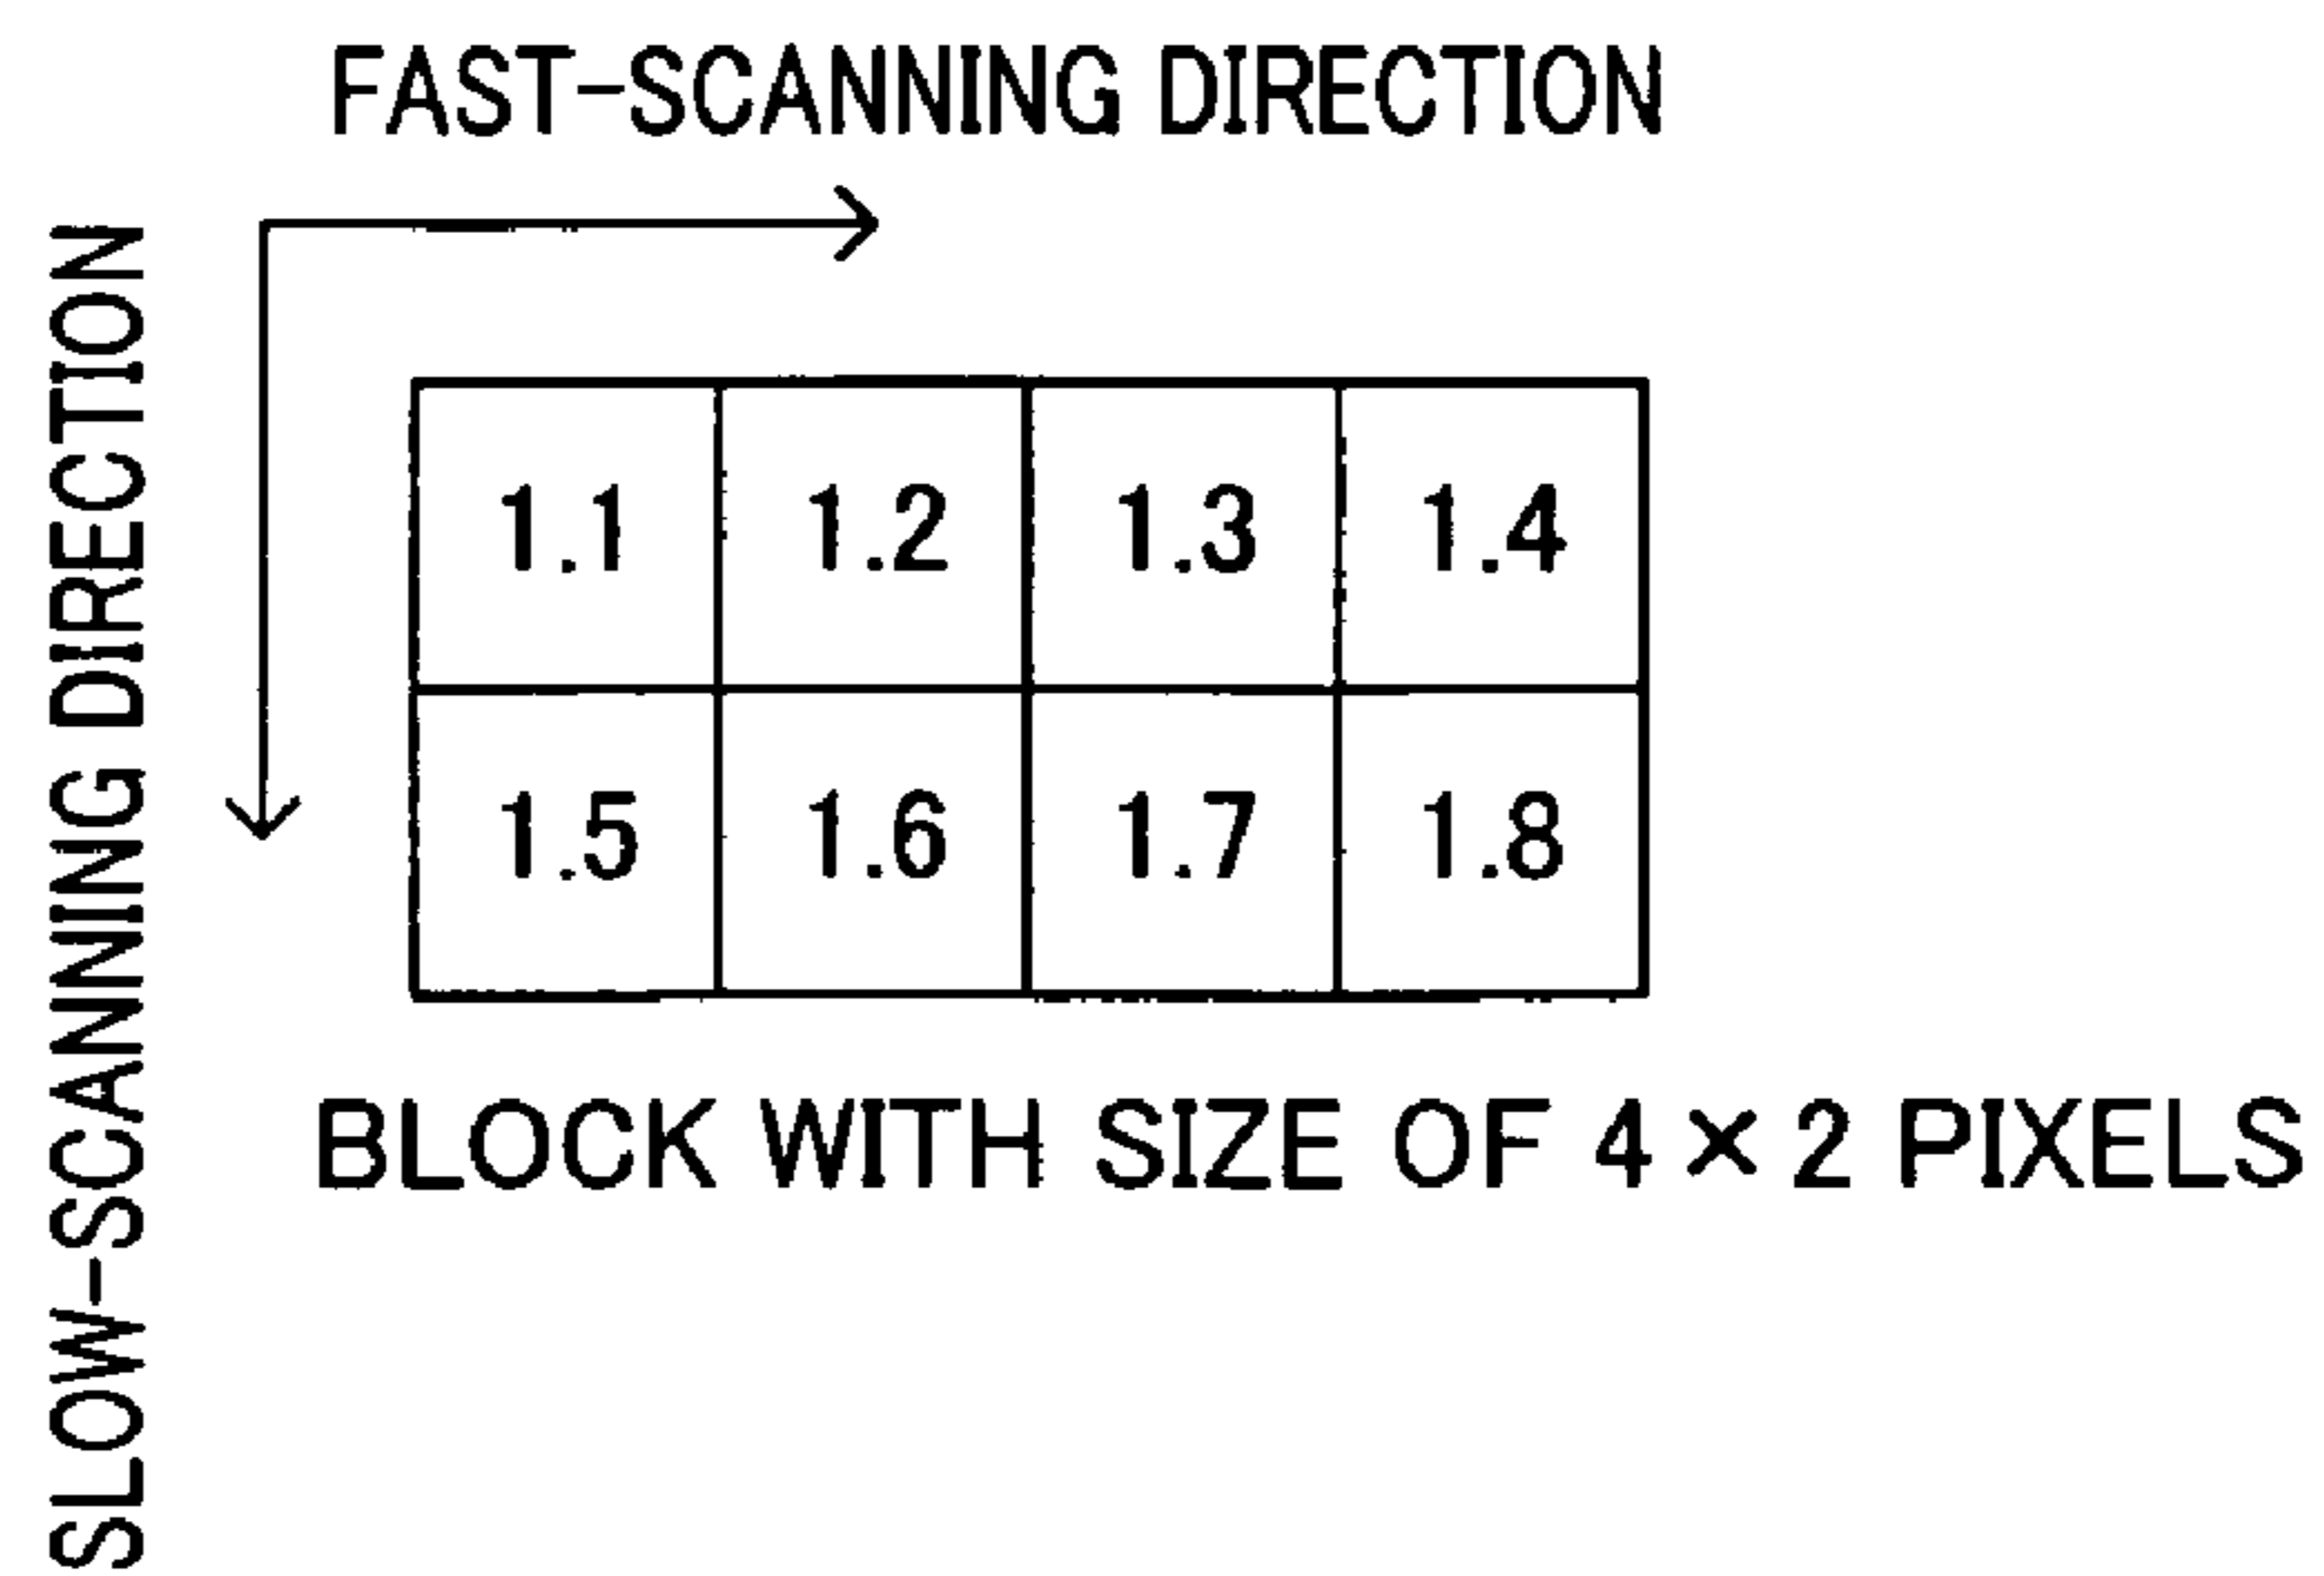 FAST-SCANNING DIRECTION
SLOW-SCANNING DIRECTION
1.1 1.2 1.3 1.4
1.5 1.6 1.7 1.8
BLOCK WITH SIZE OF 4 × 2 PIXELS